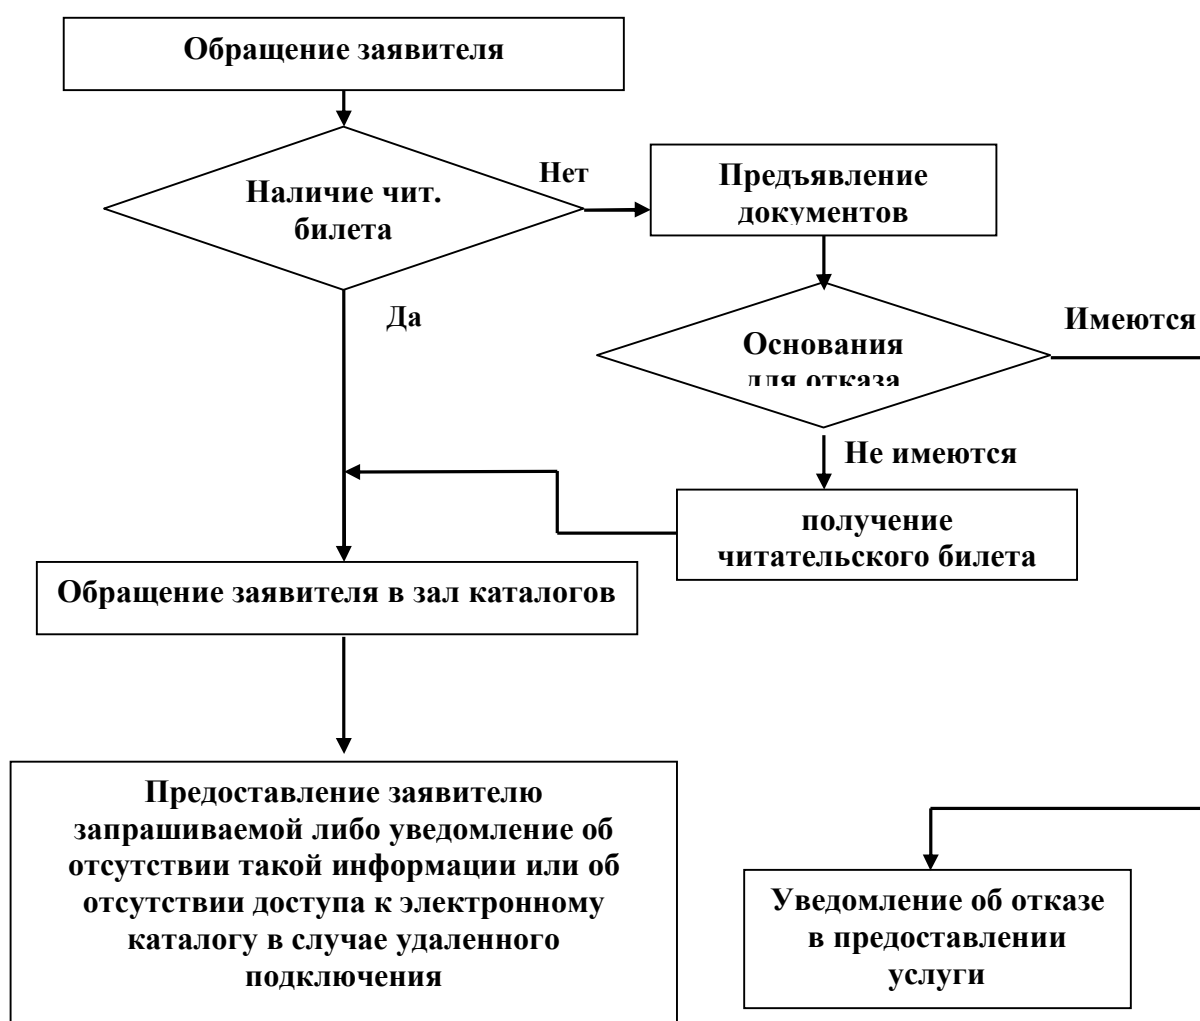 Обращение заявителя
Наличие чит.
билета
Нет
Предъявление
документов
Да
Основания
для отказа
Имеются
Не имеются
получение
читательского билета
Обращение заявителя в зал каталогов
Предоставление заявителю
запрашиваемой либо уведомление об
отсутствии такой информации или об
отсутствии доступа к электронному
каталогу в случае удаленного
подключения
Уведомление об отказе
в предоставлении
услуги